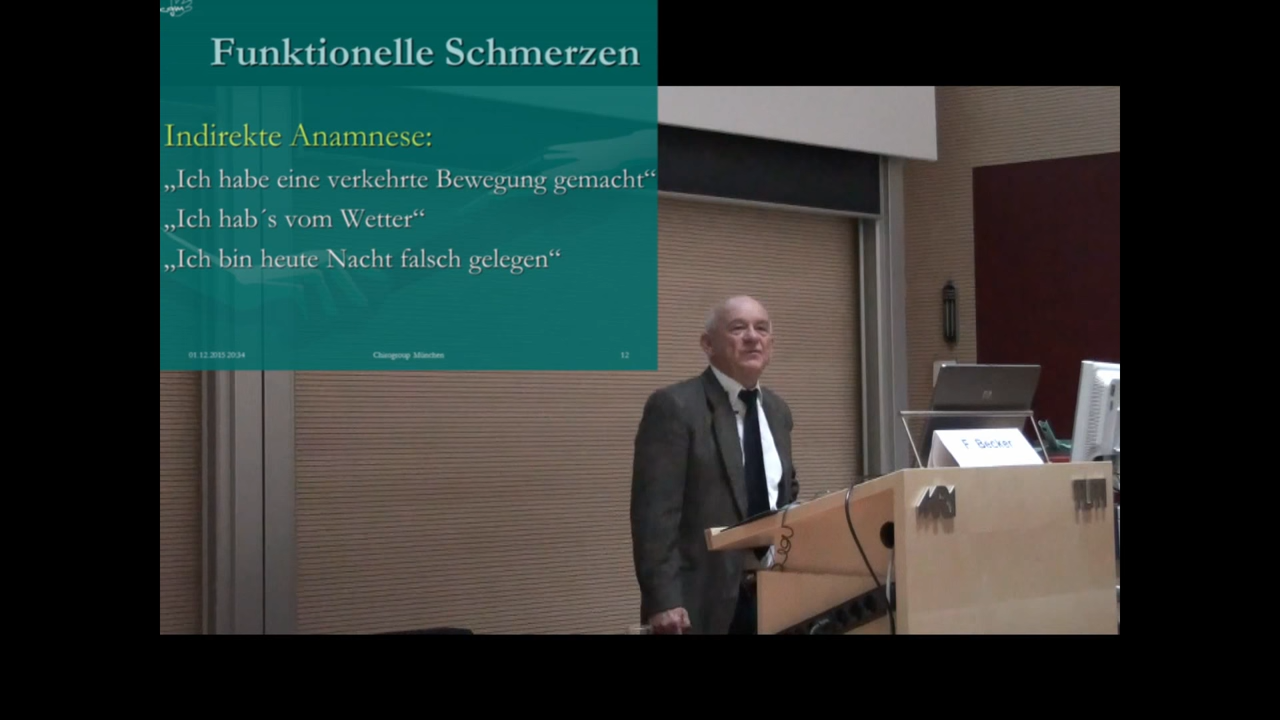 Funktionelle Schmerzen
Indirekte Anamnese:
„Ich habe eine verkehrte Bewegung gemacht“
„Ich hab´s vom Wetter“
„Ich bin heute Nacht falsch gelegen“
01.12.2015 20:34
Chirogroup München
12
F. Becker